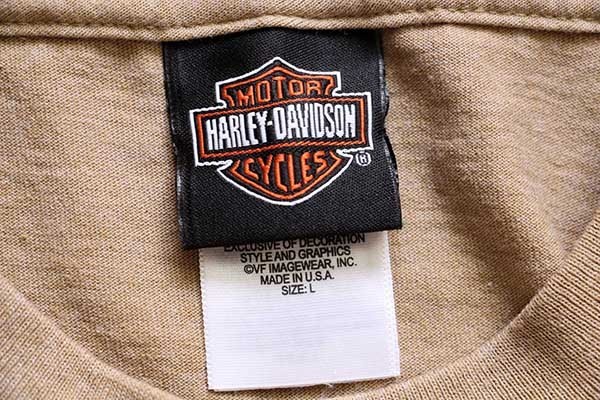 MOTOR
HARLEY-DAVIDSON
CYCLES
®
EXCLUSIVE OF DECORATION
STYLE AND GRAPHICS
©VF IMAGEWEAR, INC.
MADE IN U.S.A.
SIZE: L